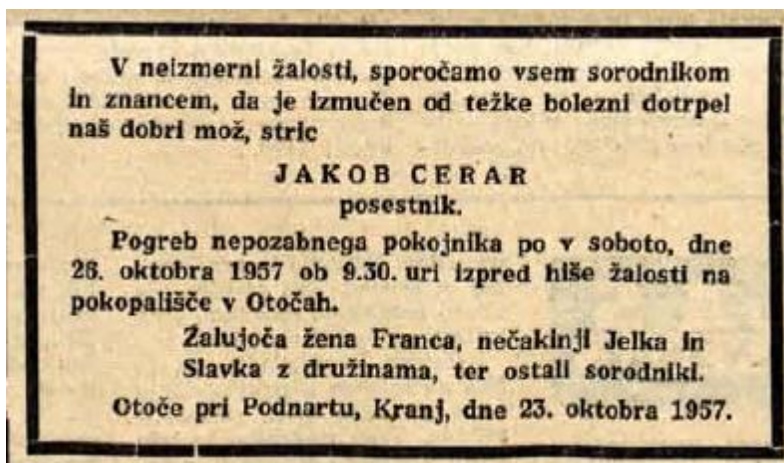 V neizmerni žalosti, sporočamo vsem sorodnikom
in znancem, da je izmučen od težke bolezni dotrpel
naš dobri mož, stric
JAKOB CERAR
posestnik.
Pogreb nepozabnega pokojnika po v soboto, dne
26. oktobra 1957 ob 9.30. uri izpred hiše žalosti na
pokopališče v Otočah.
Žalujoča žena Franca, nečakinji Jelka in
Slavka z družinama, ter ostali sorodniki.
Otoče pri Podnartu, Kranj, dne 23. oktobra 1957.